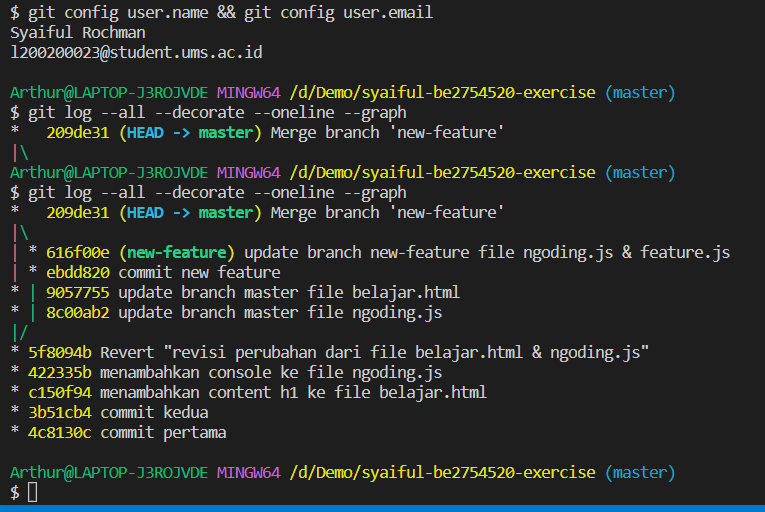 $ git config user.name && git config user.email
Syaiful Rochman
l200200023@student.ums.ac.id
Arthur@LAPTOP-J3ROJVDE MINGW64 /d/Demo/syaiful-be2754520-exercise (master)
$ git log --all --decorate --oneline --graph
*   209de31 (HEAD -> master) Merge branch 'new-feature'
|\
Arthur@LAPTOP-J3ROJVDE MINGW64 /d/Demo/syaiful-be2754520-exercise (master)
$ git log --all --decorate --oneline --graph
*   209de31 (HEAD -> master) Merge branch 'new-feature'
|\
| * 616f00e (new-feature) update branch new-feature file ngoding.js & feature.js
| * ebdd820 commit new feature
* | 9057755 update branch master file belajar.html
* | 8c00ab2 update branch master file ngoding.js
|/
* 5f8094b Revert "revisi perubahan dari file belajar.html & ngoding.js"
* 422335b menambahkan console ke file ngoding.js
* c150f94 menambahkan content h1 ke file belajar.html
* 3b51cb4 commit kedua
* 4c8130c commit pertama
Arthur@LAPTOP-J3ROJVDE MINGW64 /d/Demo/syaiful-be2754520-exercise (master)
$